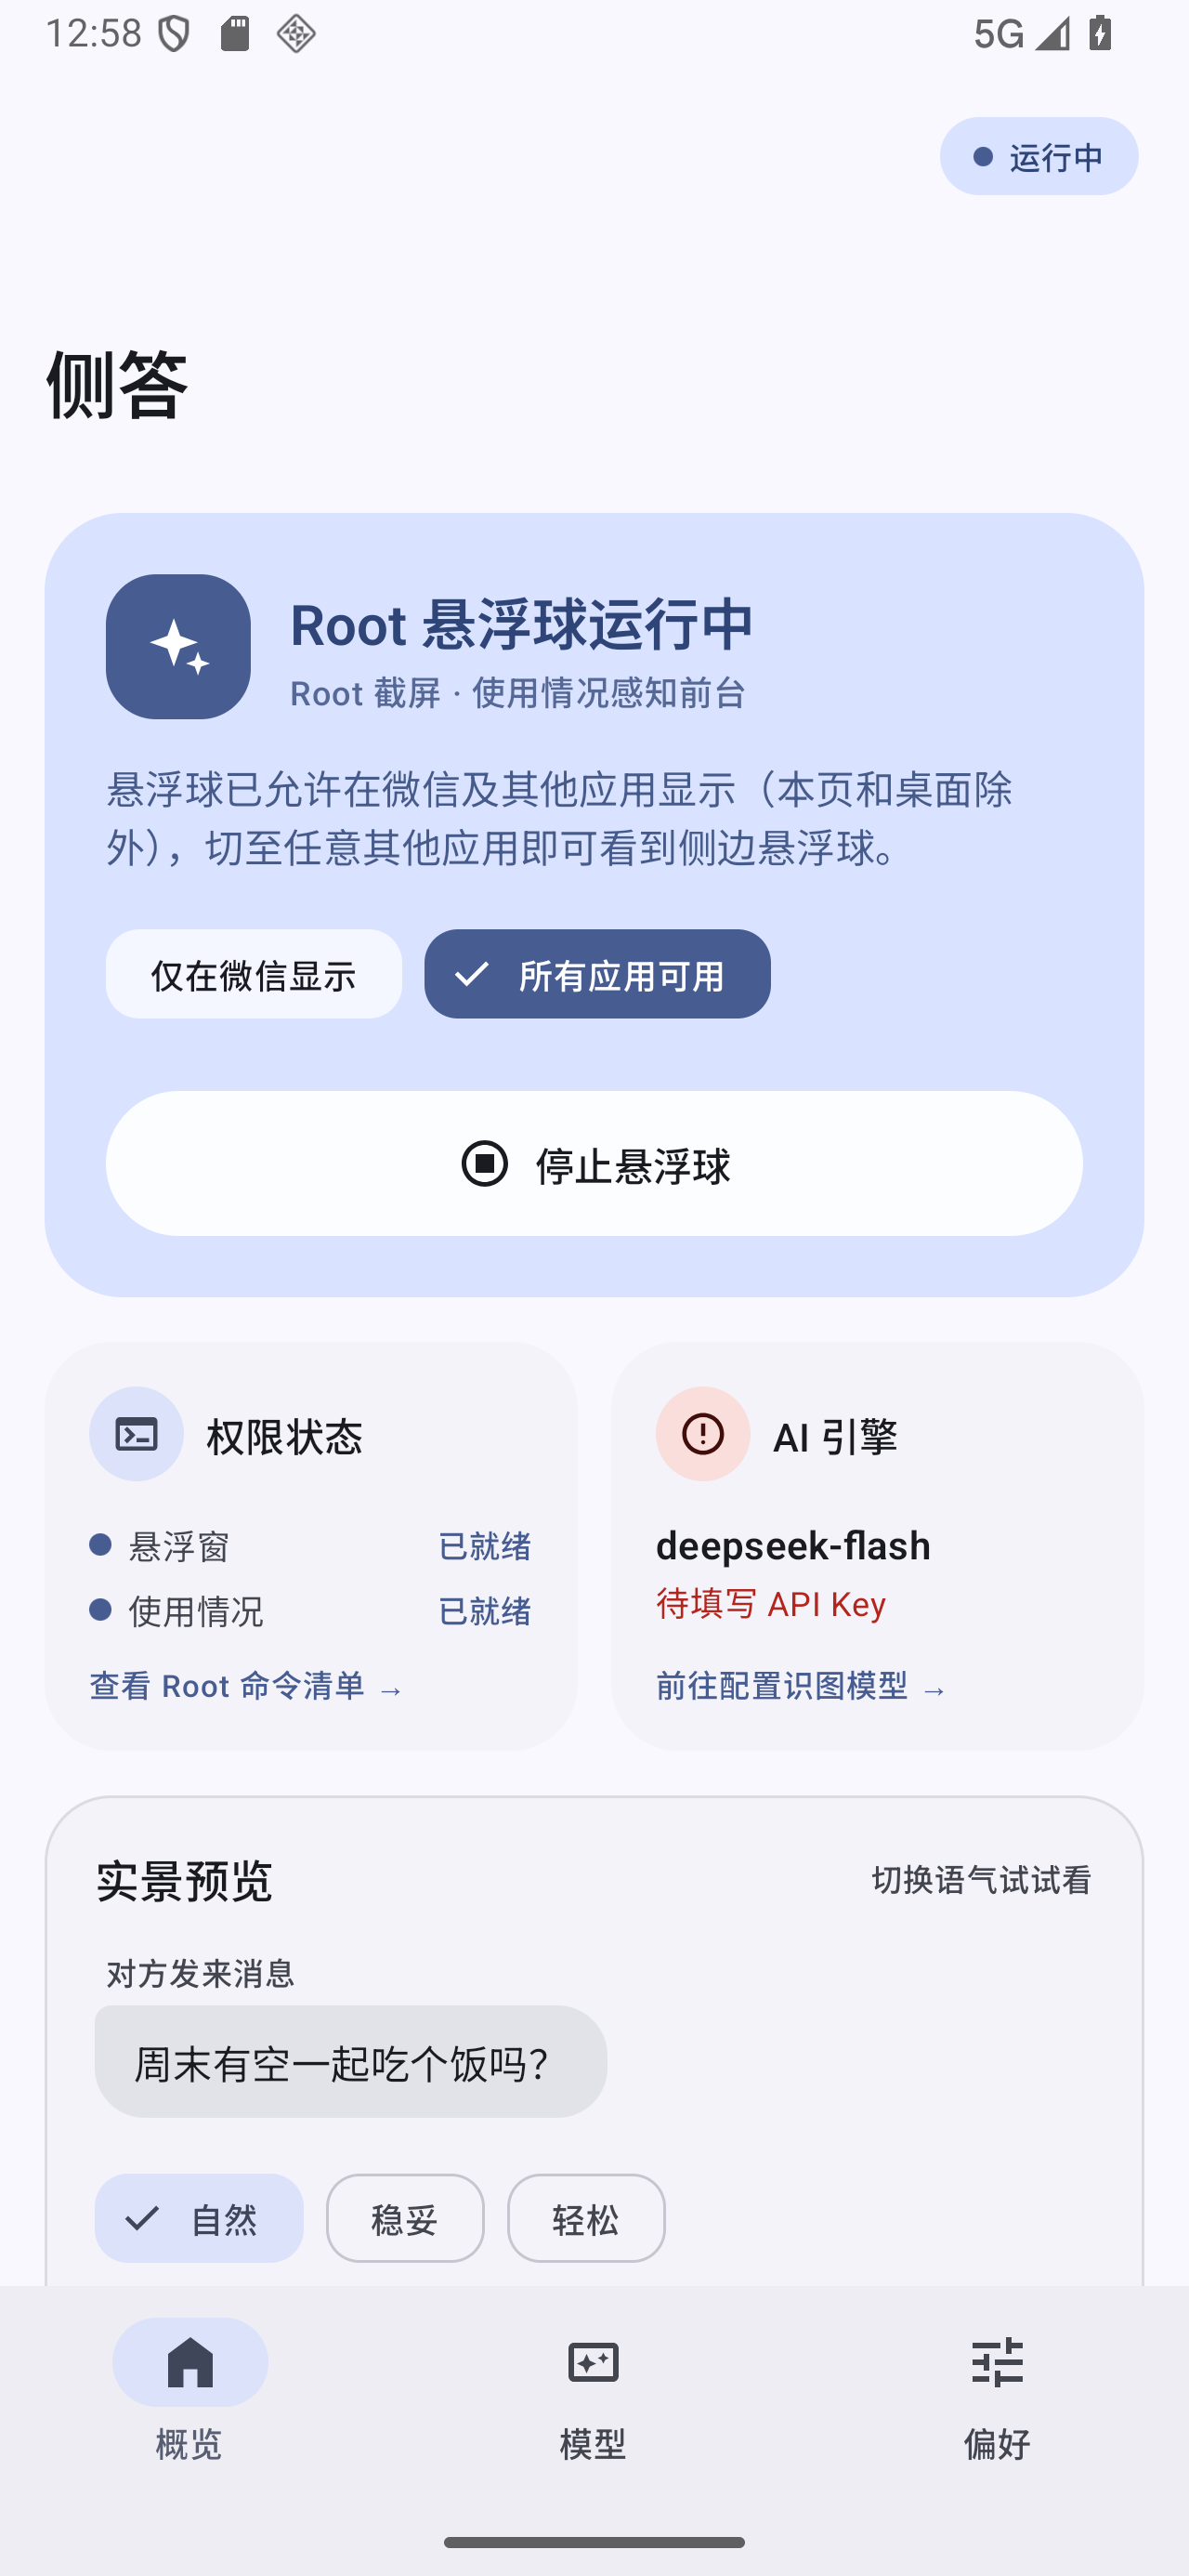 12:58
5G
运行中
侧答
Root 悬浮球运行中
Root 截屏 · 使用情况感知前台
悬浮球已允许在微信及其他应用显示（本页和桌面除
外），切至任意其他应用即可看到侧边悬浮球。
仅在微信显示
所有应用可用
停止悬浮球
权限状态
悬浮窗 已就绪
使用情况 已就绪
查看 Root 命令清单 →
AI 引擎
deepseek-flash
待填写 API Key
前往配置识图模型 →
实景预览
切换语气试试看
对方发来消息
周末有空一起吃个饭吗？
自然
稳妥
轻松
概览
模型
偏好